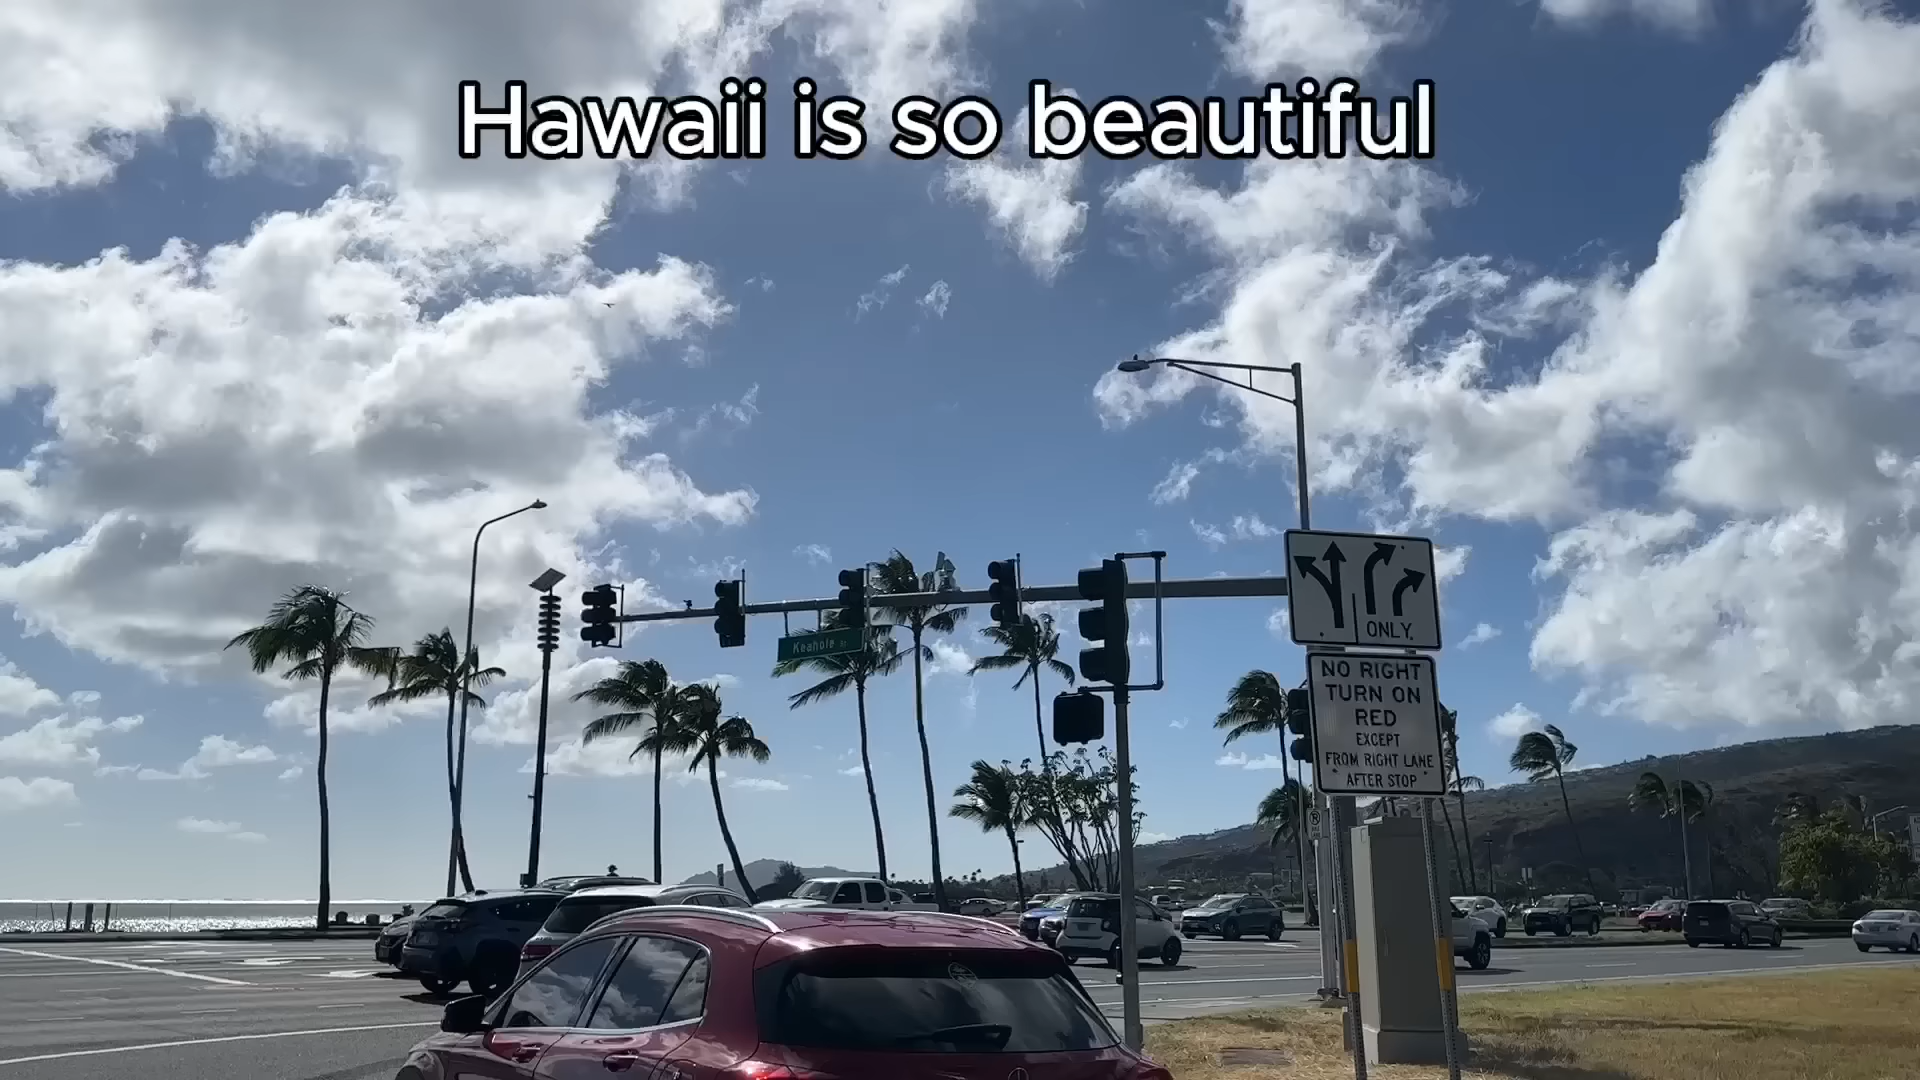 Hawaii is so beautiful
Keahole St
ONLY
NO RIGHT
TURN ON
RED
EXCEPT
FROM RIGHT LANE
AFTER STOP